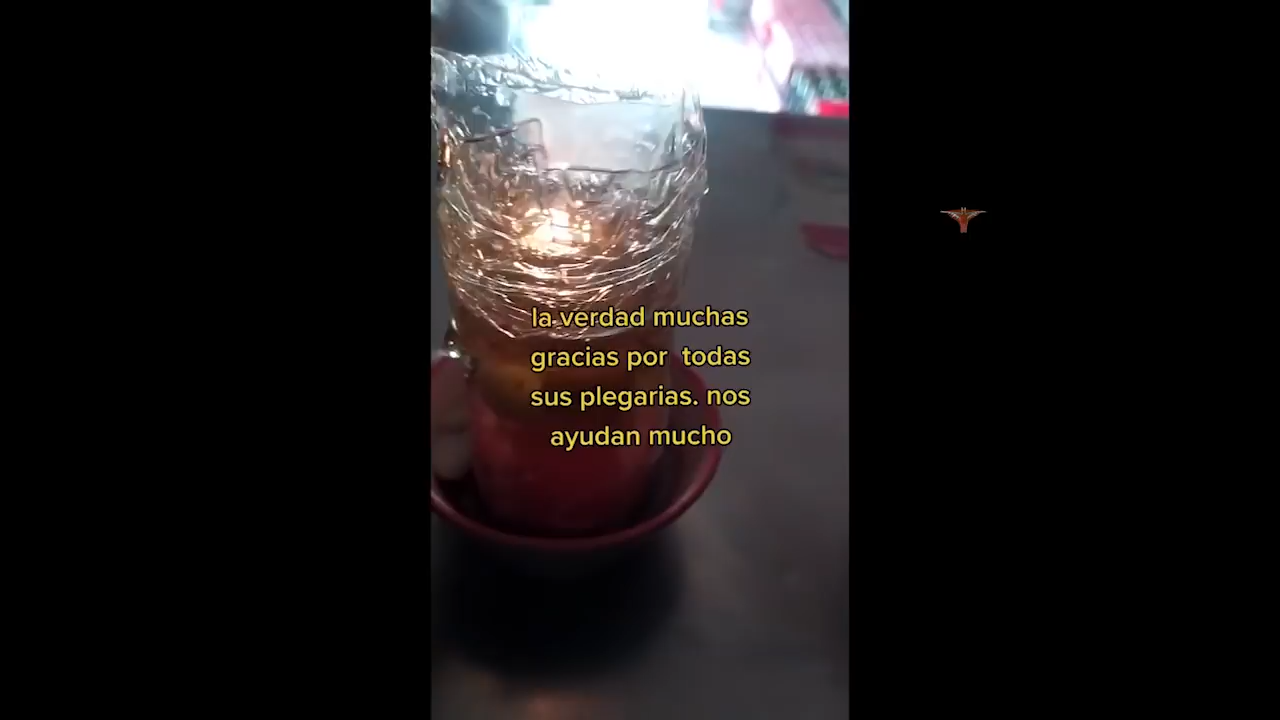 la verdad muchas
gracias por todas
sus plegarias. nos
ayudan mucho